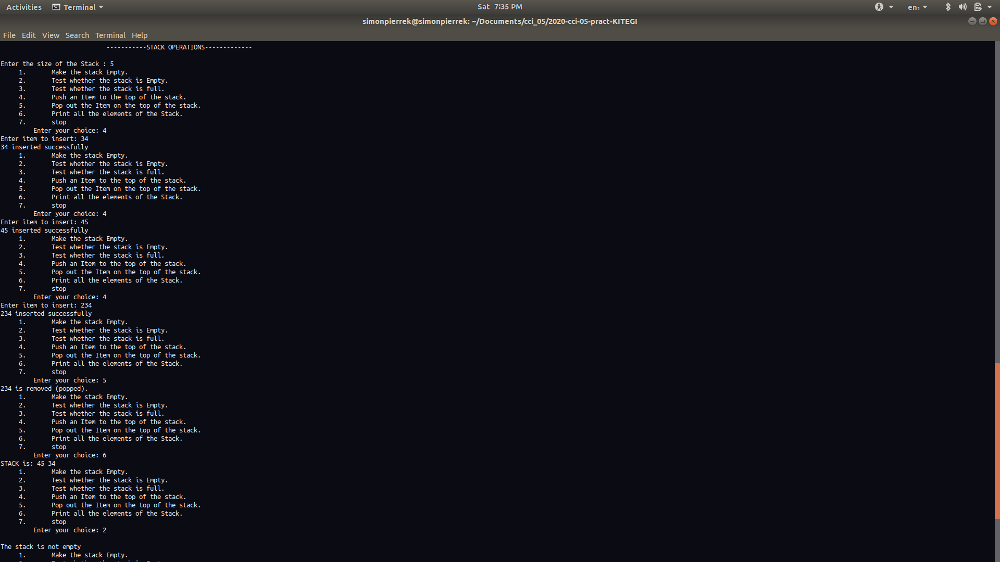 Activities Terminal Sat 7:35 PM en₁
simonpierrek@simonpierrek: ~/Documents/cci_05/2020-cci-05-pract-KITEGI
File Edit View Search Terminal Help
-----------STACK OPERATIONS-------------
Enter the size of the Stack : 5
1. Make the stack Empty.
2. Test whether the stack is Empty.
3. Test whether the stack is full.
4. Push an Item to the top of the stack.
5. Pop out the Item on the top of the stack.
6. Print all the elements of the Stack.
7. stop
Enter your choice: 4
Enter item to insert: 34
34 inserted successfully
1. Make the stack Empty.
2. Test whether the stack is Empty.
3. Test whether the stack is full.
4. Push an Item to the top of the stack.
5. Pop out the Item on the top of the stack.
6. Print all the elements of the Stack.
7. stop
Enter your choice: 4
Enter item to insert: 45
45 inserted successfully
1. Make the stack Empty.
2. Test whether the stack is Empty.
3. Test whether the stack is full.
4. Push an Item to the top of the stack.
5. Pop out the Item on the top of the stack.
6. Print all the elements of the Stack.
7. stop
Enter your choice: 4
Enter item to insert: 234
234 inserted successfully
1. Make the stack Empty.
2. Test whether the stack is Empty.
3. Test whether the stack is full.
4. Push an Item to the top of the stack.
5. Pop out the Item on the top of the stack.
6. Print all the elements of the Stack.
7. stop
Enter your choice: 5
234 is removed (popped).
1. Make the stack Empty.
2. Test whether the stack is Empty.
3. Test whether the stack is full.
4. Push an Item to the top of the stack.
5. Pop out the Item on the top of the stack.
6. Print all the elements of the Stack.
7. stop
Enter your choice: 6
STACK is: 45 34
1. Make the stack Empty.
2. Test whether the stack is Empty.
3. Test whether the stack is full.
4. Push an Item to the top of the stack.
5. Pop out the Item on the top of the stack.
6. Print all the elements of the Stack.
7. stop
Enter your choice: 2
The stack is not empty
1. Make the stack Empty.